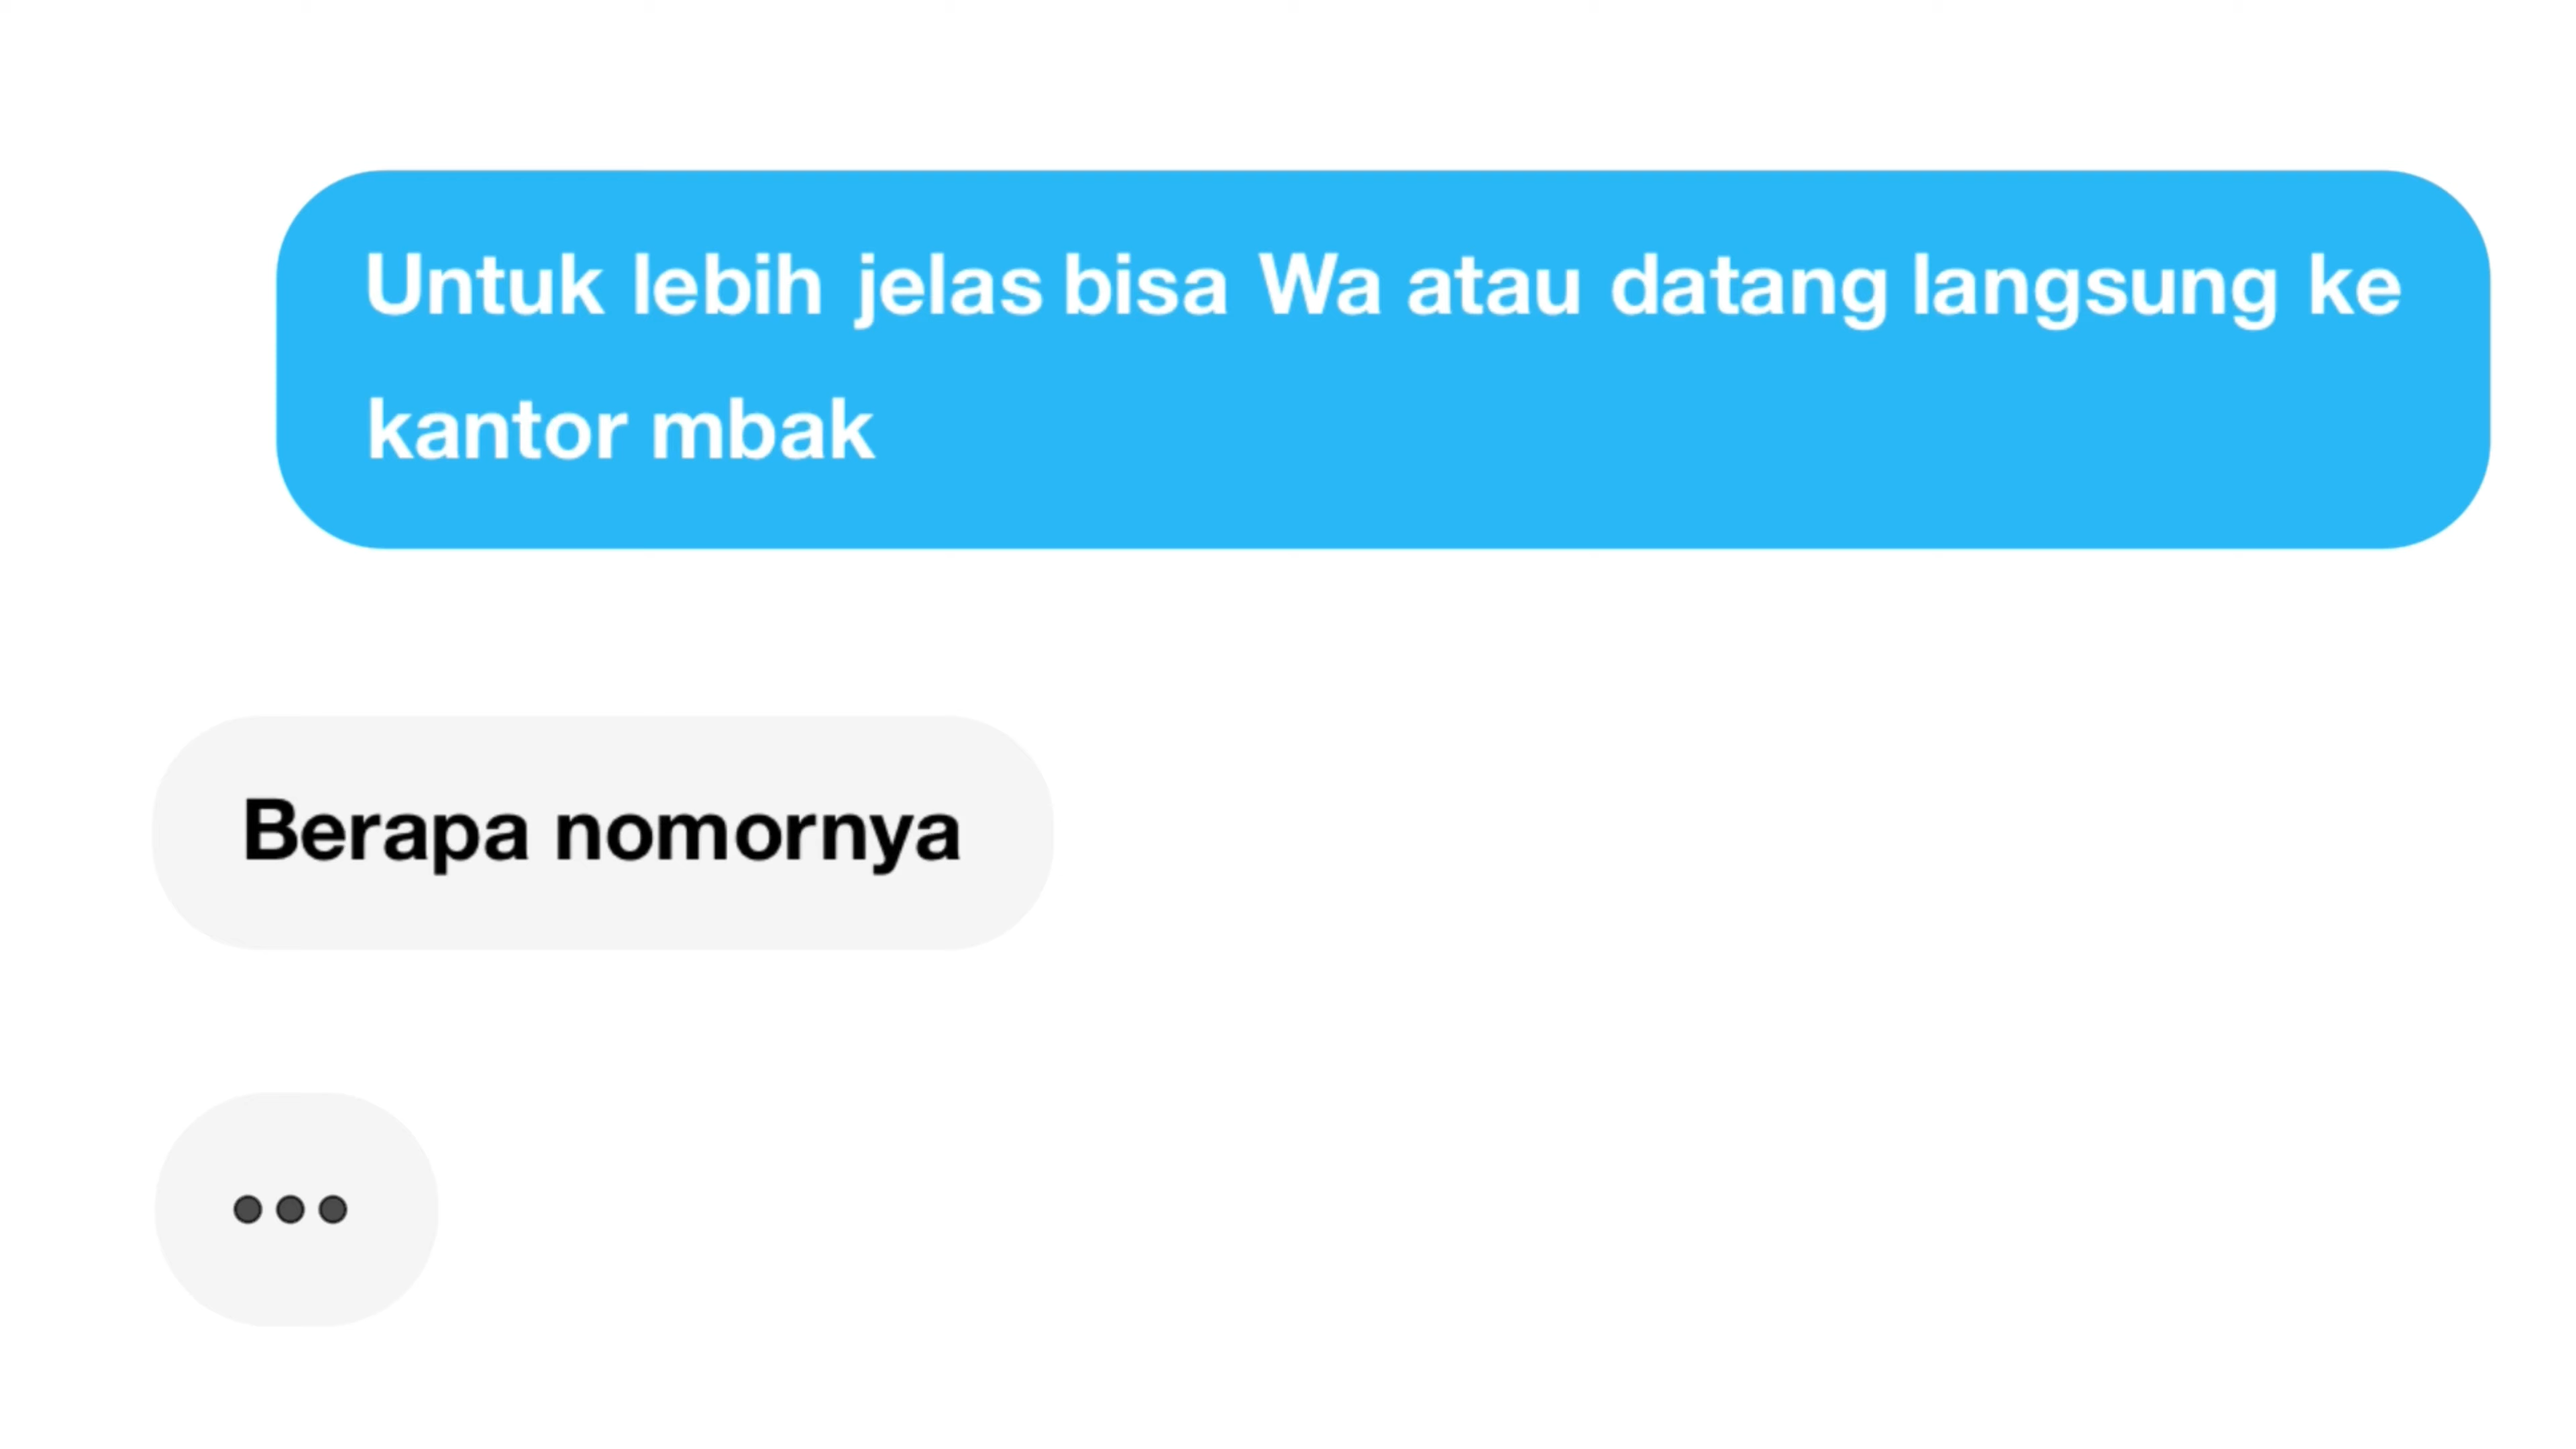 Untuk lebih jelas bisa Wa atau datang langsung ke
kantor mbak
Berapa nomornya